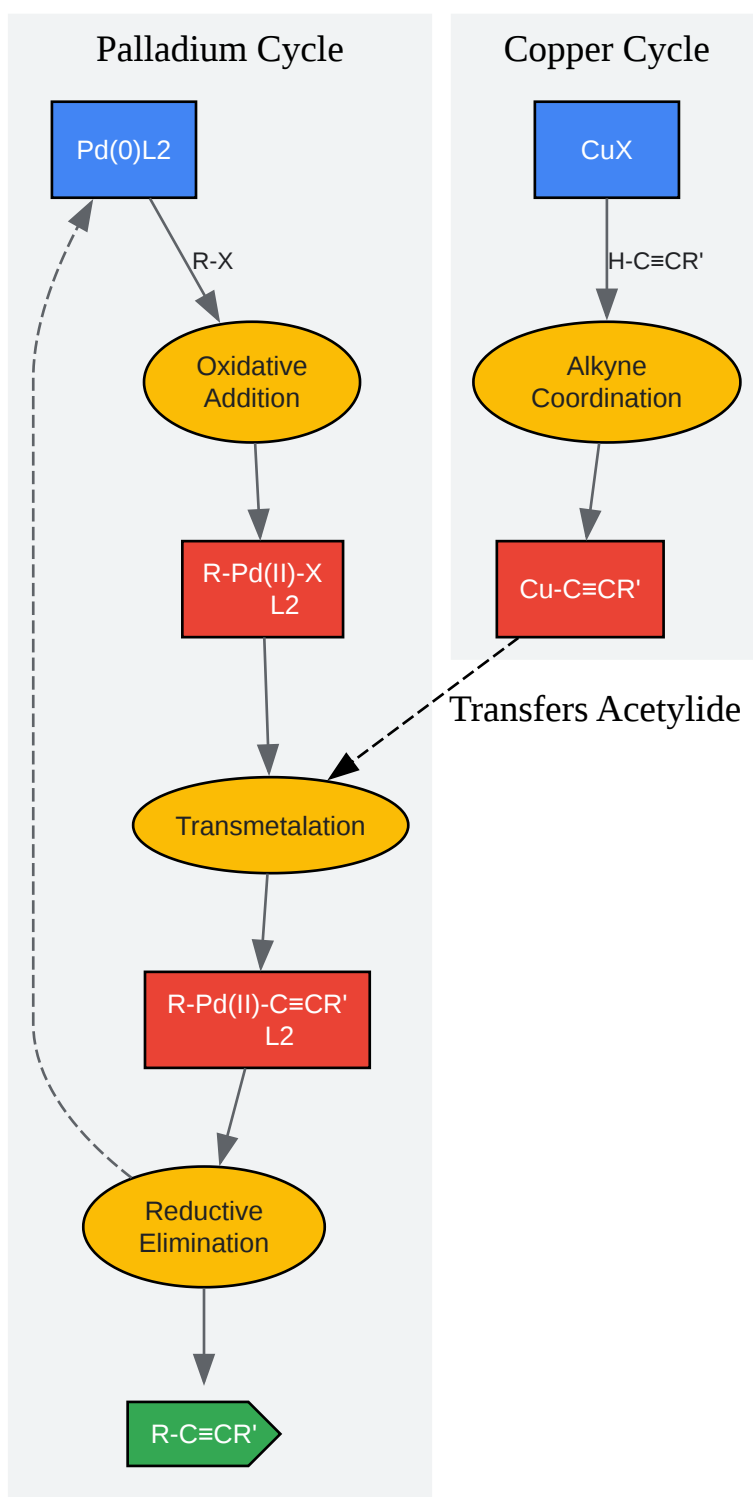 Palladium Cycle
Pd(0)L2
R-X
Oxidative
Addition
R-Pd(II)-X
L2
Transmetalation
R-Pd(II)-C≡CR'
L2
Reductive
Elimination
R-C≡CR'
Copper Cycle
CuX
H-C≡CR'
Alkyne
Coordination
Cu-C≡CR'
Transfers Acetylide